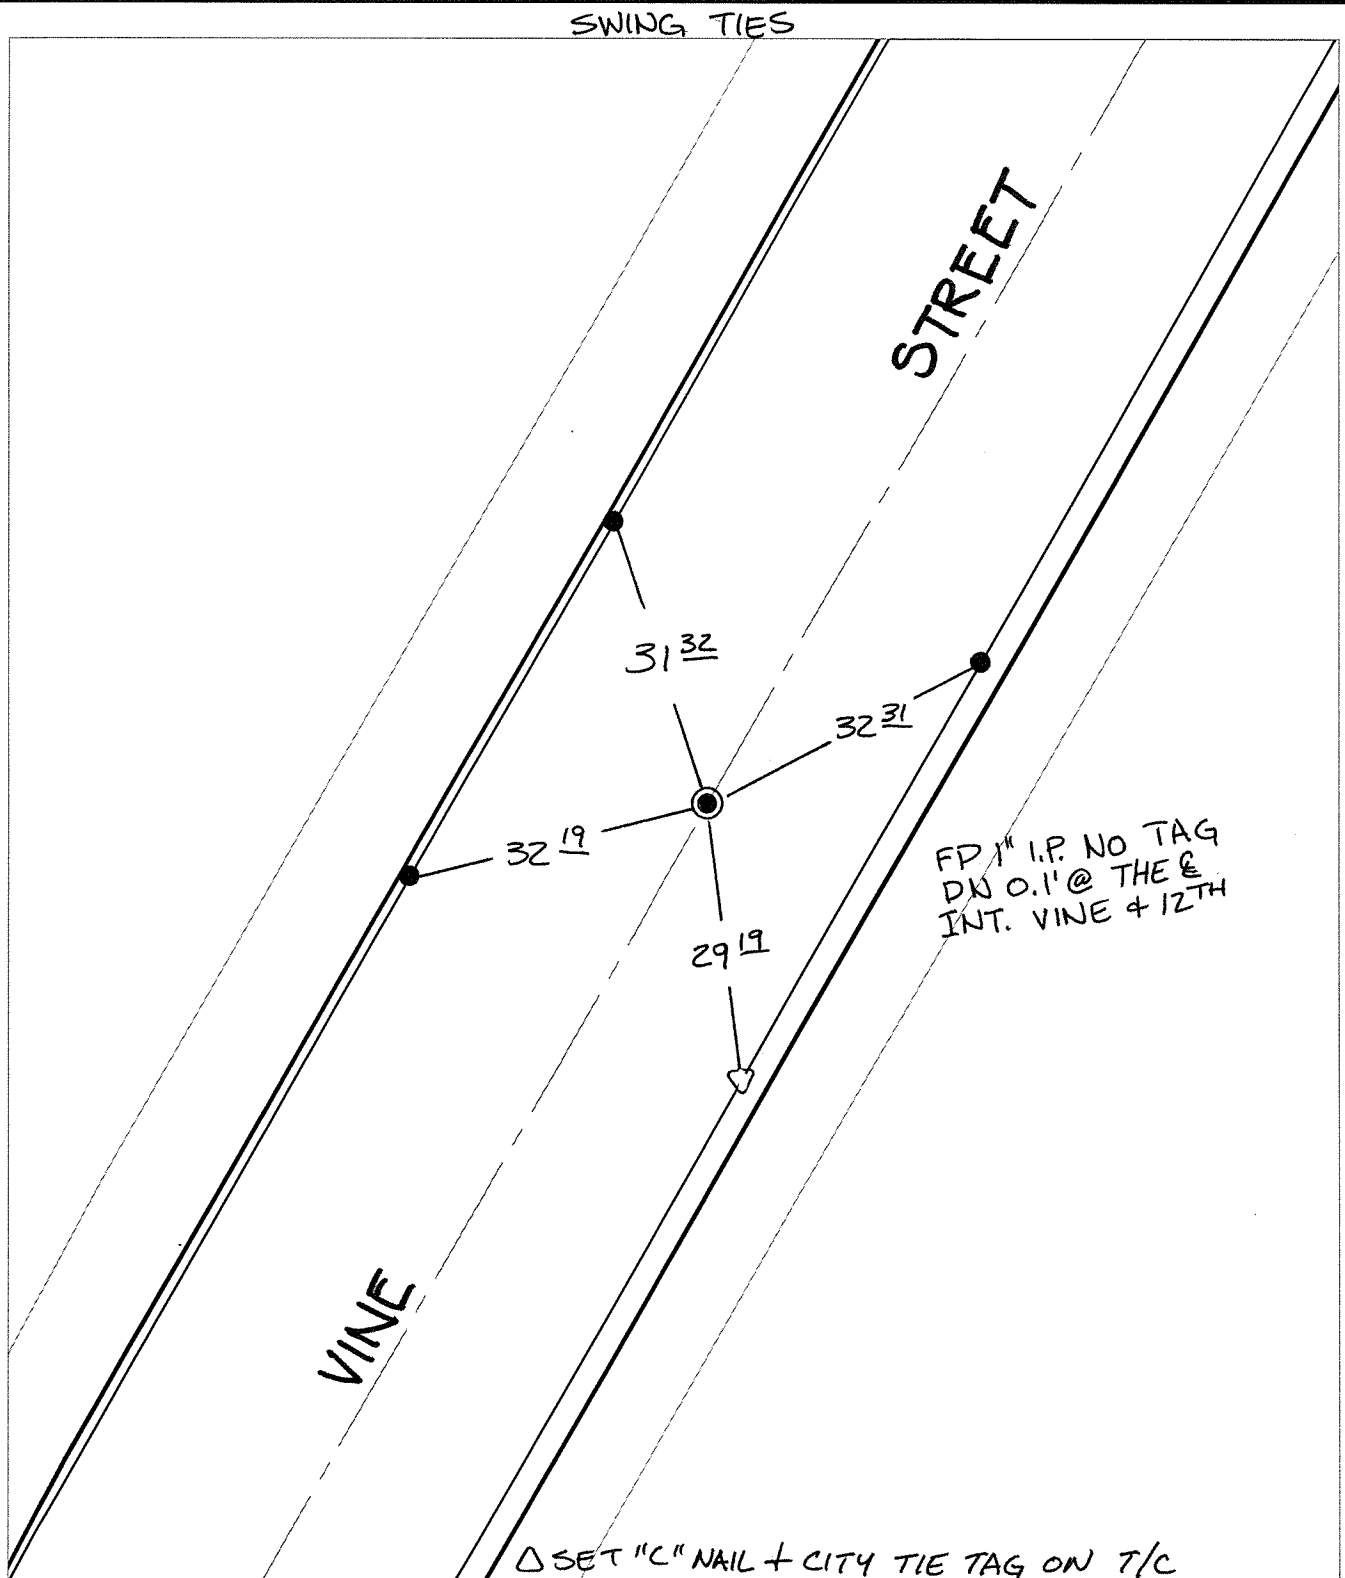 SWING TIES
STREET
31 32
32 31
32 19
FD 1" I.P. NO TAG
DN 0.1' @ THE ℄
INT. VINE & 12TH
29 19
VINE
△ SET "C" NAIL + CITY TIE TAG ON T/C